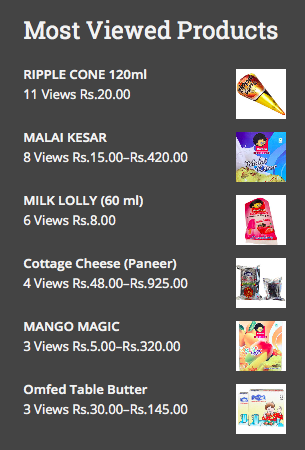 Most Viewed Products
RIPPLE CONE 120ml
11 Views Rs.20.00
MALAI KESAR
8 Views Rs.15.00–Rs.420.00
MILK LOLLY (60 ml)
6 Views Rs.8.00
Cottage Cheese (Paneer)
4 Views Rs.48.00–Rs.925.00
MANGO MAGIC
3 Views Rs.5.00–Rs.320.00
Omfed Table Butter
3 Views Rs.30.00–Rs.145.00